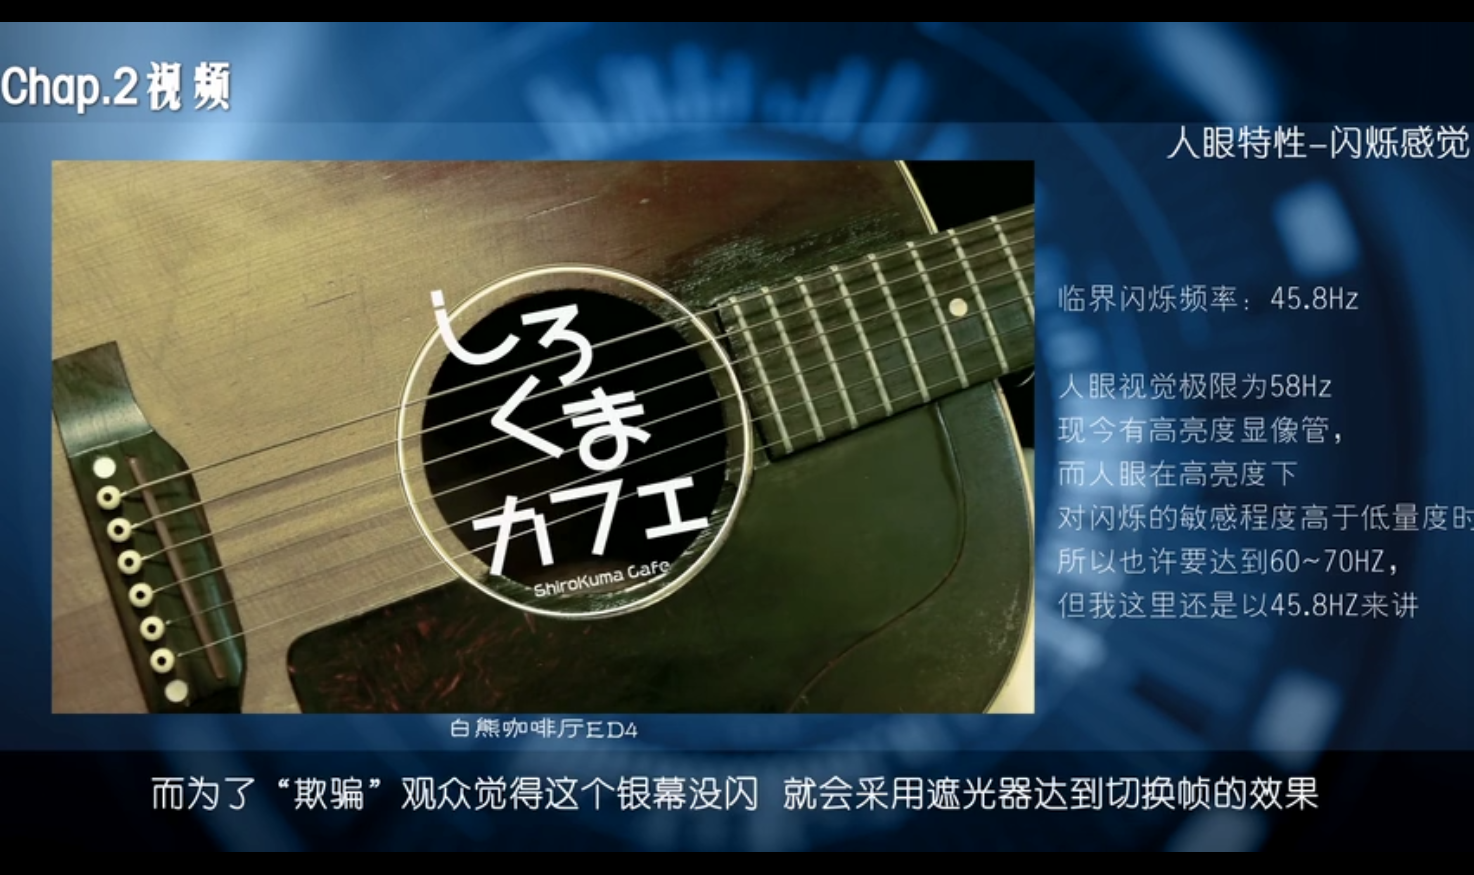 Chap.2视频
人眼特性-闪烁感觉
しろ
くま
カフェ
ShiroKuma Cafe
临界闪烁频率：45.8Hz
人眼视觉极限为58Hz
现今有高亮度显像管，
而人眼在高亮度下
对闪烁的敏感程度高于低量度时
所以也许要达到60~70HZ，
但我这里还是以45.8HZ来讲
白熊咖啡厅ED4
而为了“欺骗”观众觉得这个银幕没闪 就会采用遮光器达到切换帧的效果